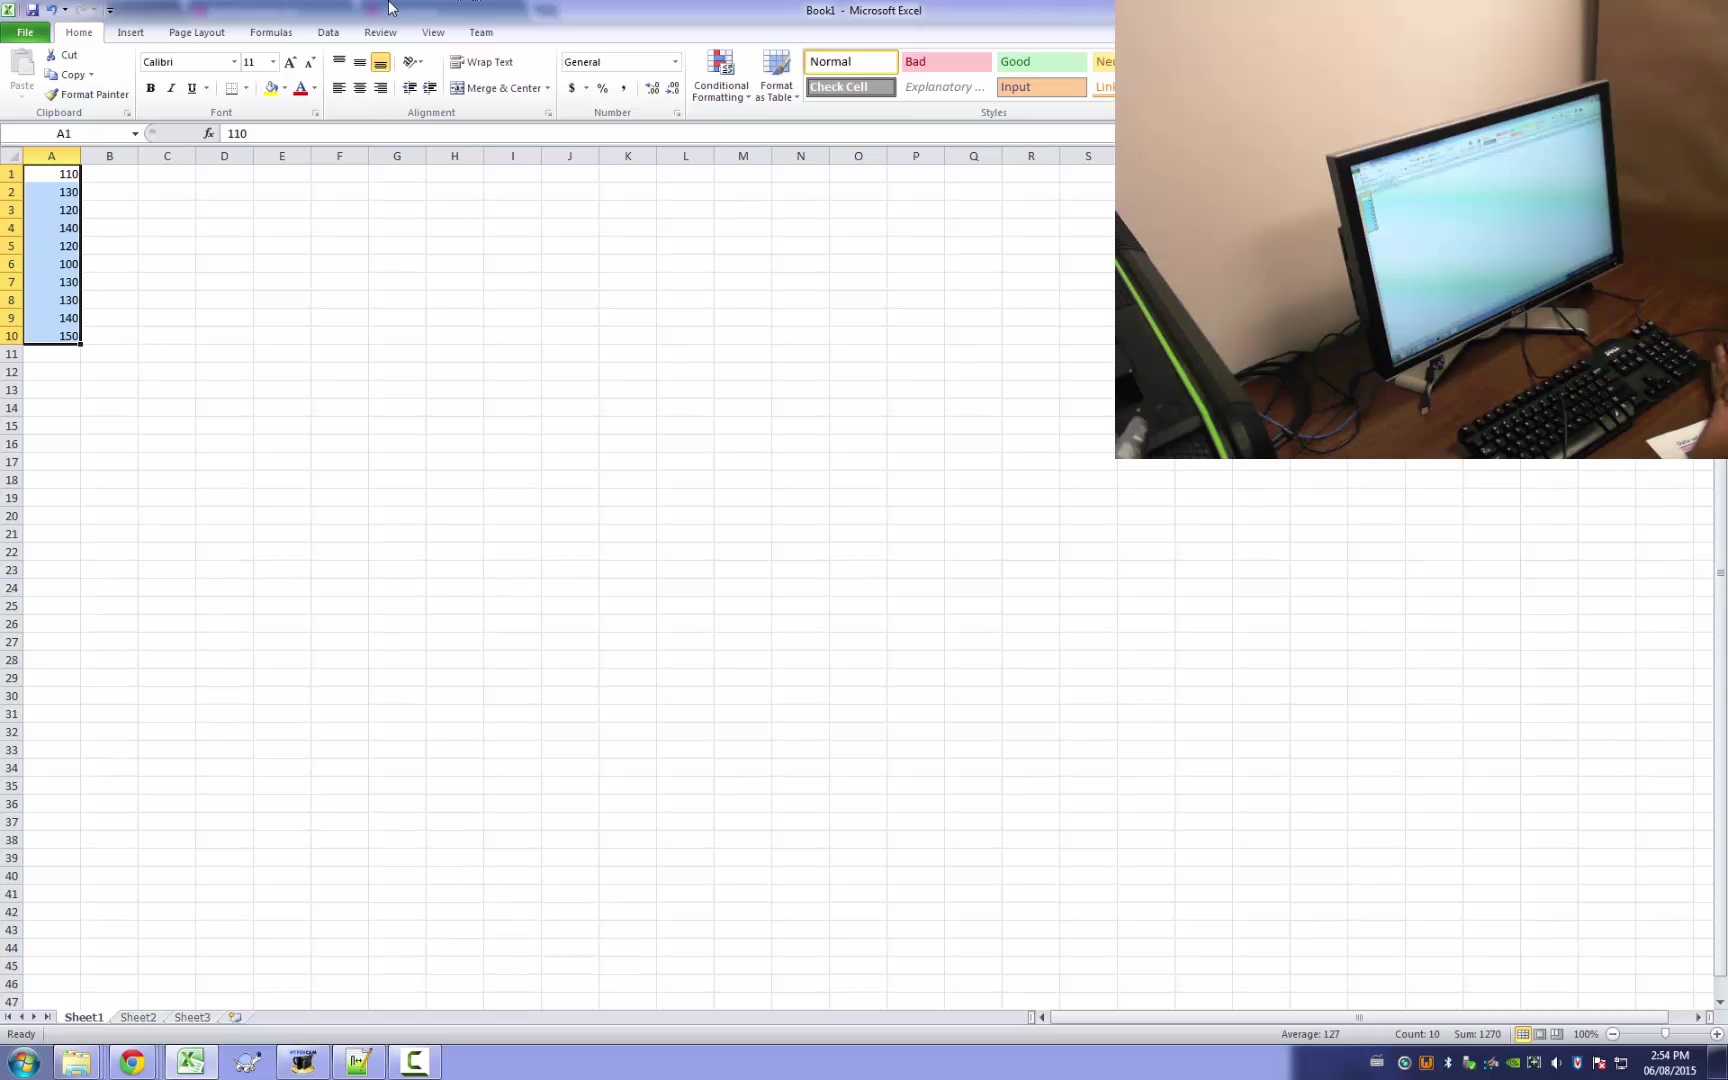 Book1 - Microsoft Excel
File Home Insert Page Layout Formulas Data Review View Team
Cut
Copy
Format Painter
Paste
Clipboard
Calibri 11
Font
Wrap Text
Merge & Center
Alignment
General
Number
Conditional Formatting
Format as Table
Normal Bad Good
Check Cell Explanatory ... Input
Styles
A1 fx 110
A B C D E F G H I J K L M N O P Q R S
1 110
2 130
3 120
4 140
5 120
6 100
7 130
8 130
9 140
10 150
11
12
13
14
15
16
17
18
19
20
21
22
23
24
25
26
27
28
29
30
31
32
33
34
35
36
37
38
39
40
41
42
43
44
45
46
47
Sheet1 Sheet2 Sheet3
Ready Average: 127 Count: 10 Sum: 1270 100%
2:54 PM
06/08/2015